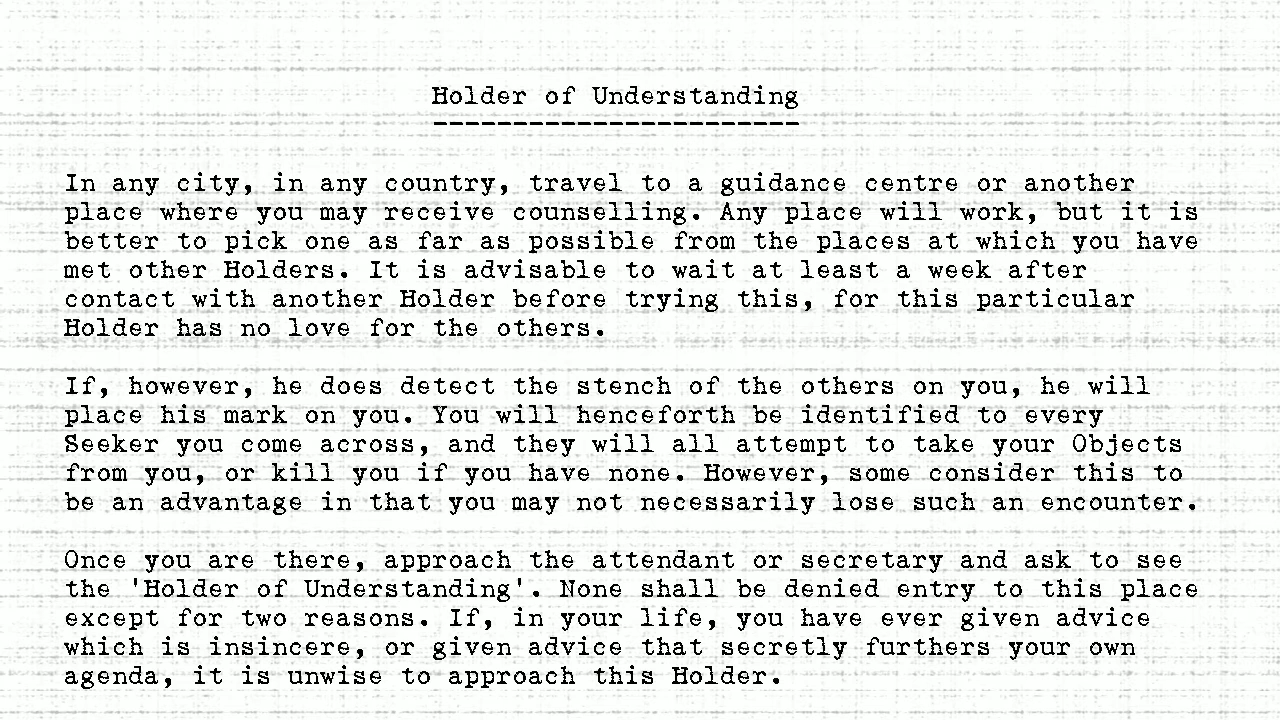 Holder of Understanding
-----------------------
In any city, in any country, travel to a guidance centre or another
place where you may receive counselling. Any place will work, but it is
better to pick one as far as possible from the places at which you have
met other Holders. It is advisable to wait at least a week after
contact with another Holder before trying this, for this particular
Holder has no love for the others.
If, however, he does detect the stench of the others on you, he will
place his mark on you. You will henceforth be identified to every
Seeker you come across, and they will all attempt to take your Objects
from you, or kill you if you have none. However, some consider this to
be an advantage in that you may not necessarily lose such an encounter.
Once you are there, approach the attendant or secretary and ask to see
the 'Holder of Understanding'. None shall be denied entry to this place
except for two reasons. If, in your life, you have ever given advice
which is insincere, or given advice that secretly furthers your own
agenda, it is unwise to approach this Holder.